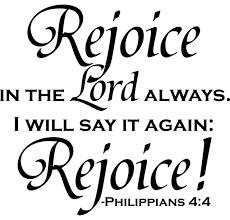 Rejoice
IN THE Lord ALWAYS.
I WILL SAY IT AGAIN:
Rejoice!
-PHILIPPIANS 4:4